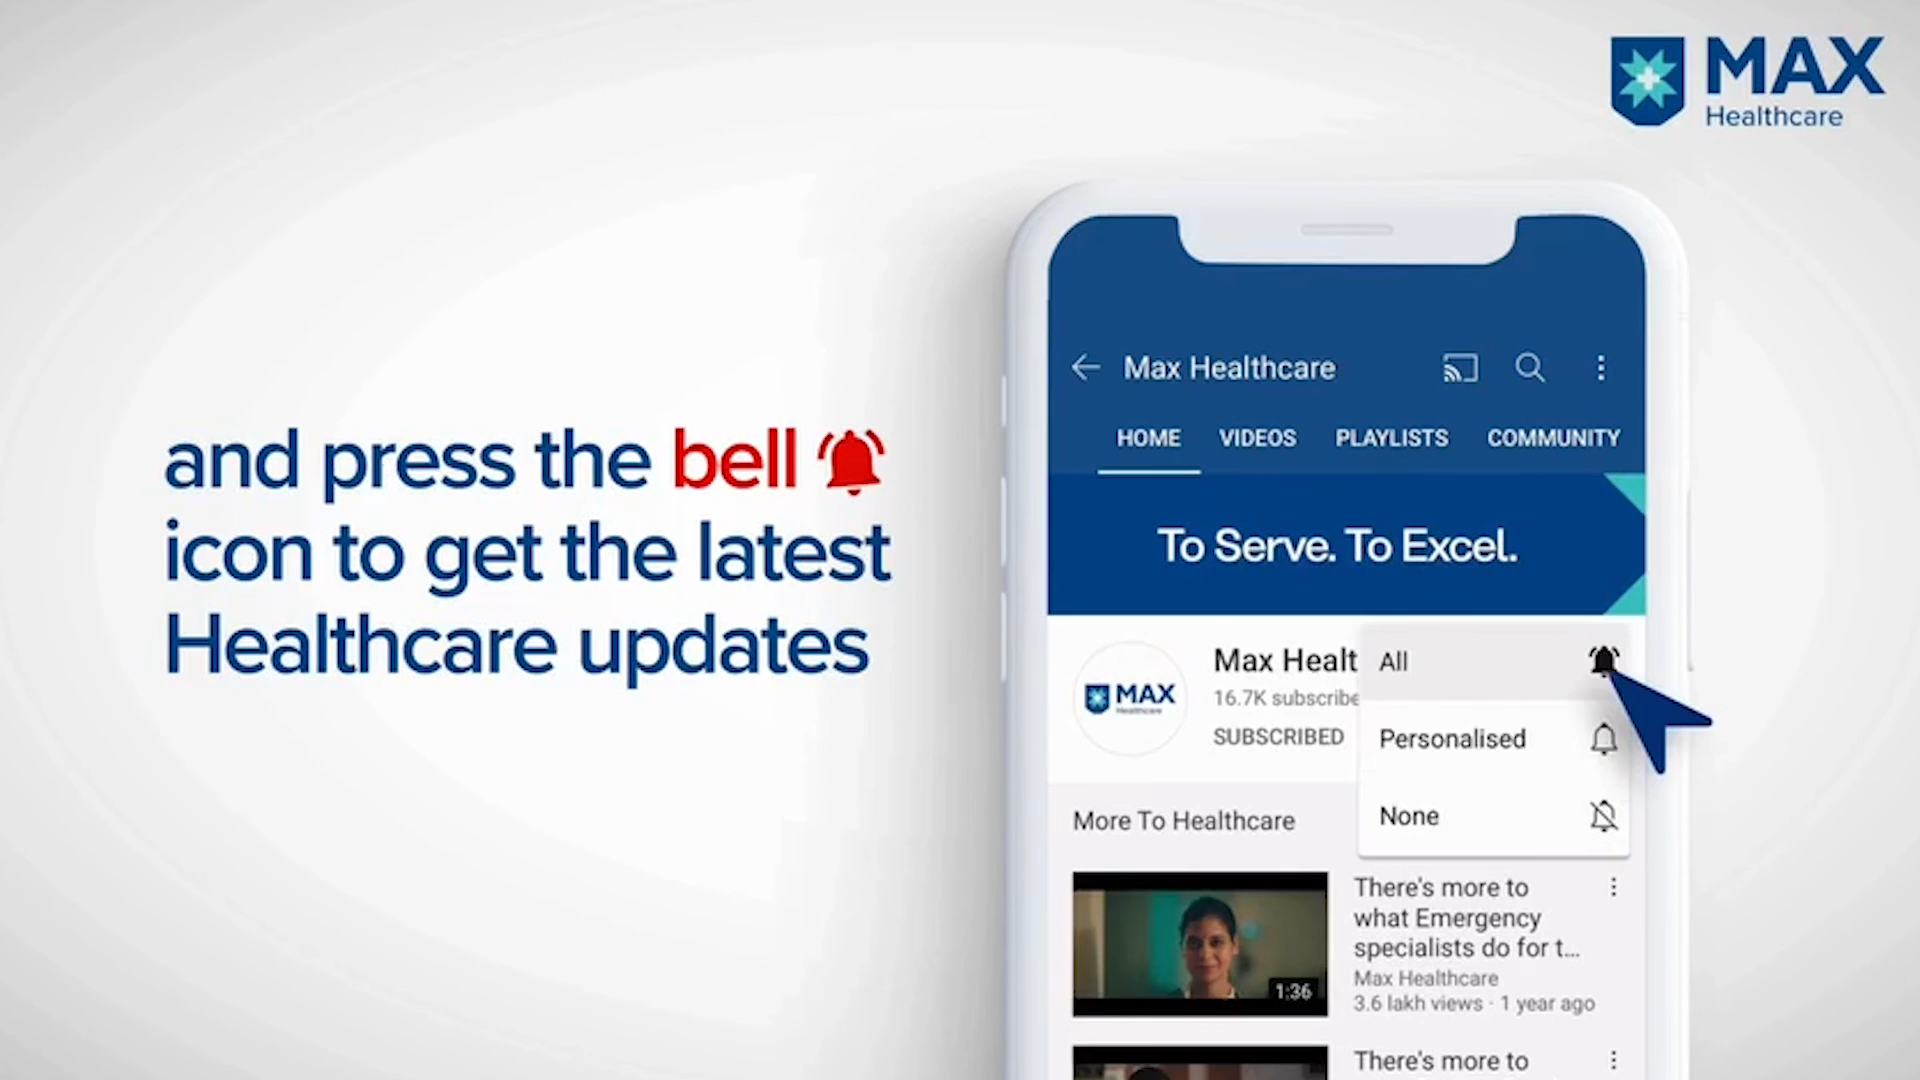 MAX
Healthcare
and press the bell
icon to get the latest
Healthcare updates
Max Healthcare
HOME VIDEOS PLAYLISTS COMMUNITY
To Serve. To Excel.
MAX
Healthcare
Max Healt
16.7K subscribe
SUBSCRIBED
All
Personalised
None
More To Healthcare
1:36
There's more to
what Emergency
specialists do for t...
Max Healthcare
3.6 lakh views · 1 year ago
There's more to